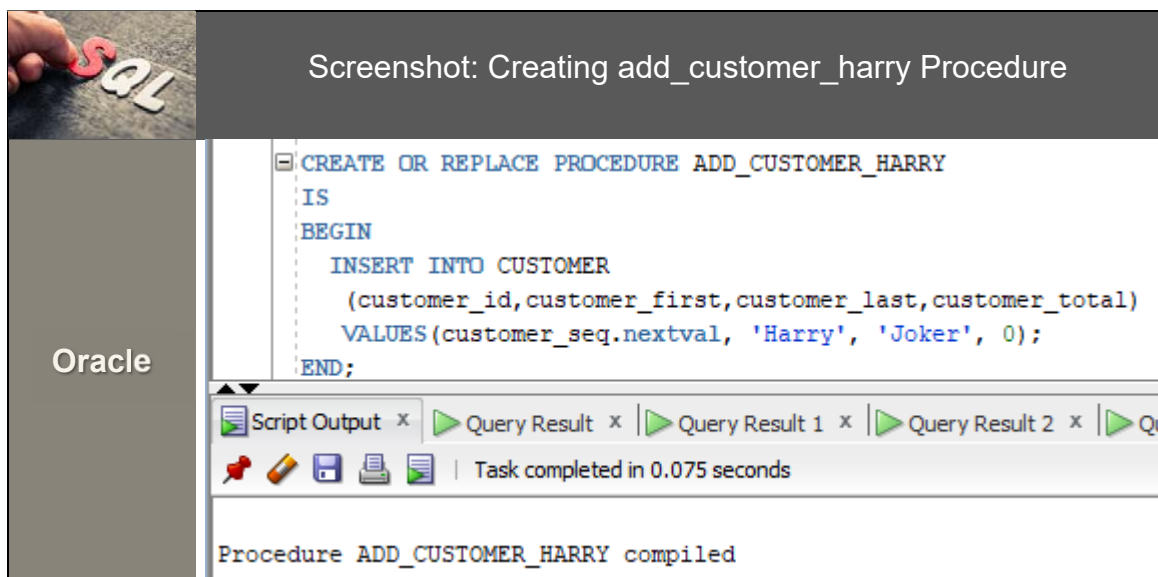 SQL
Screenshot: Creating add_customer_harry Procedure
Oracle
CREATE OR REPLACE PROCEDURE ADD_CUSTOMER_HARRY
IS
BEGIN
INSERT INTO CUSTOMER
(customer_id,customer_first,customer_last,customer_total)
VALUES(customer_seq.nextval, 'Harry', 'Joker', 0);
END;
Script Output x Query Result x Query Result 1 x Query Result 2 x
Task completed in 0.075 seconds
Procedure ADD_CUSTOMER_HARRY compiled